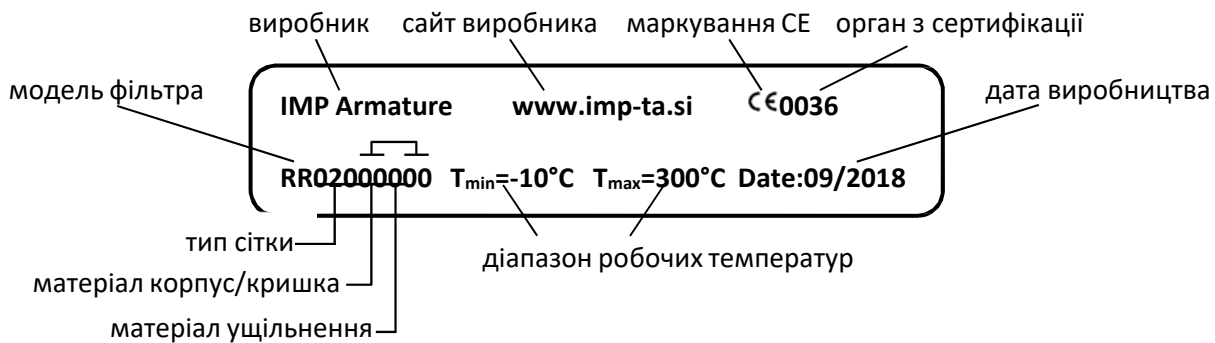 виробник сайт виробника маркування CE орган з сертифікації
модель фільтра дата виробництва
IMP Armature www.imp-ta.si CE0036
RR02000000 Tmin=-10°C Tmax=300°C Date:09/2018
тип сітки діапазон робочих температур
матеріал корпус/кришка
матеріал ущільнення